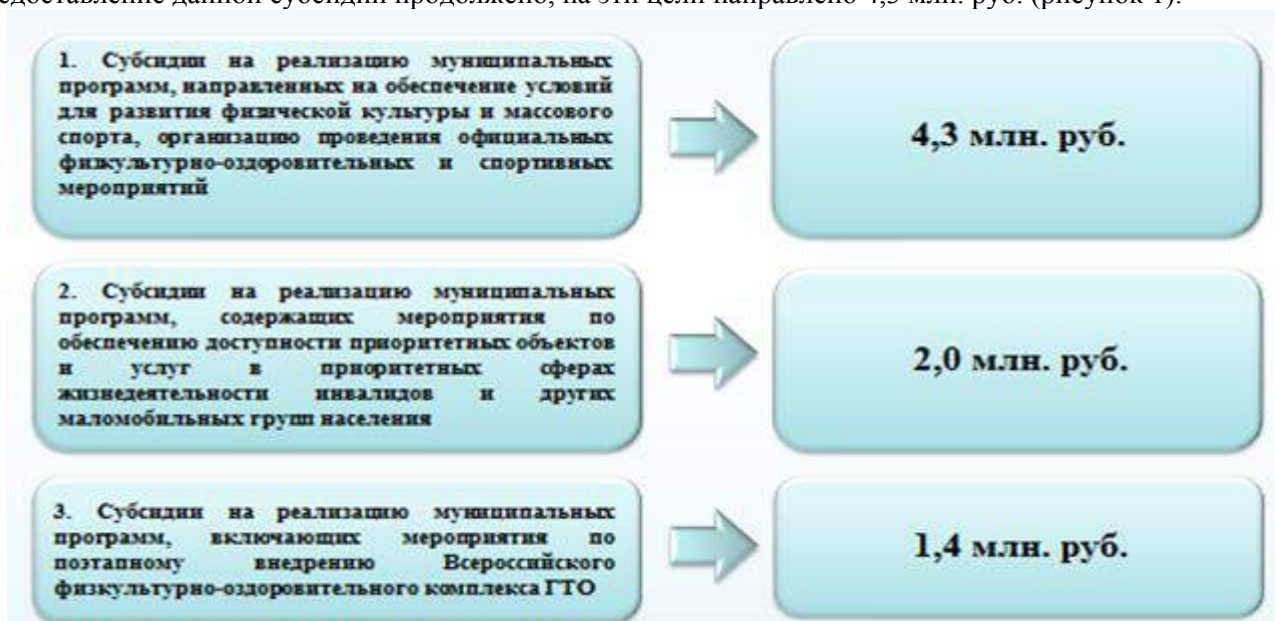 едоставление данной субсидии продолжено, на эти цели направлено 4,3 млн. руб. (рисунок 1).
1. Субсидии на реализацию муниципальных
программ, направленных на обеспечение условий
для развития физической культуры и массового
спорта, организацию проведения официальных
физкультурно-оздоровительных и спортивных
мероприятий
4,3 млн. руб.
2. Субсидии на реализацию муниципальных
программ, содержащих мероприятия по
обеспечению доступности приоритетных объектов
и услуг в приоритетных сферах
жизнедеятельности инвалидов и других
маломобильных групп населения
2,0 млн. руб.
3. Субсидии на реализацию муниципальных
программ, включающих мероприятия по
поэтапному внедрению Всероссийского
физкультурно-оздоровительного комплекса ГТО
1,4 млн. руб.